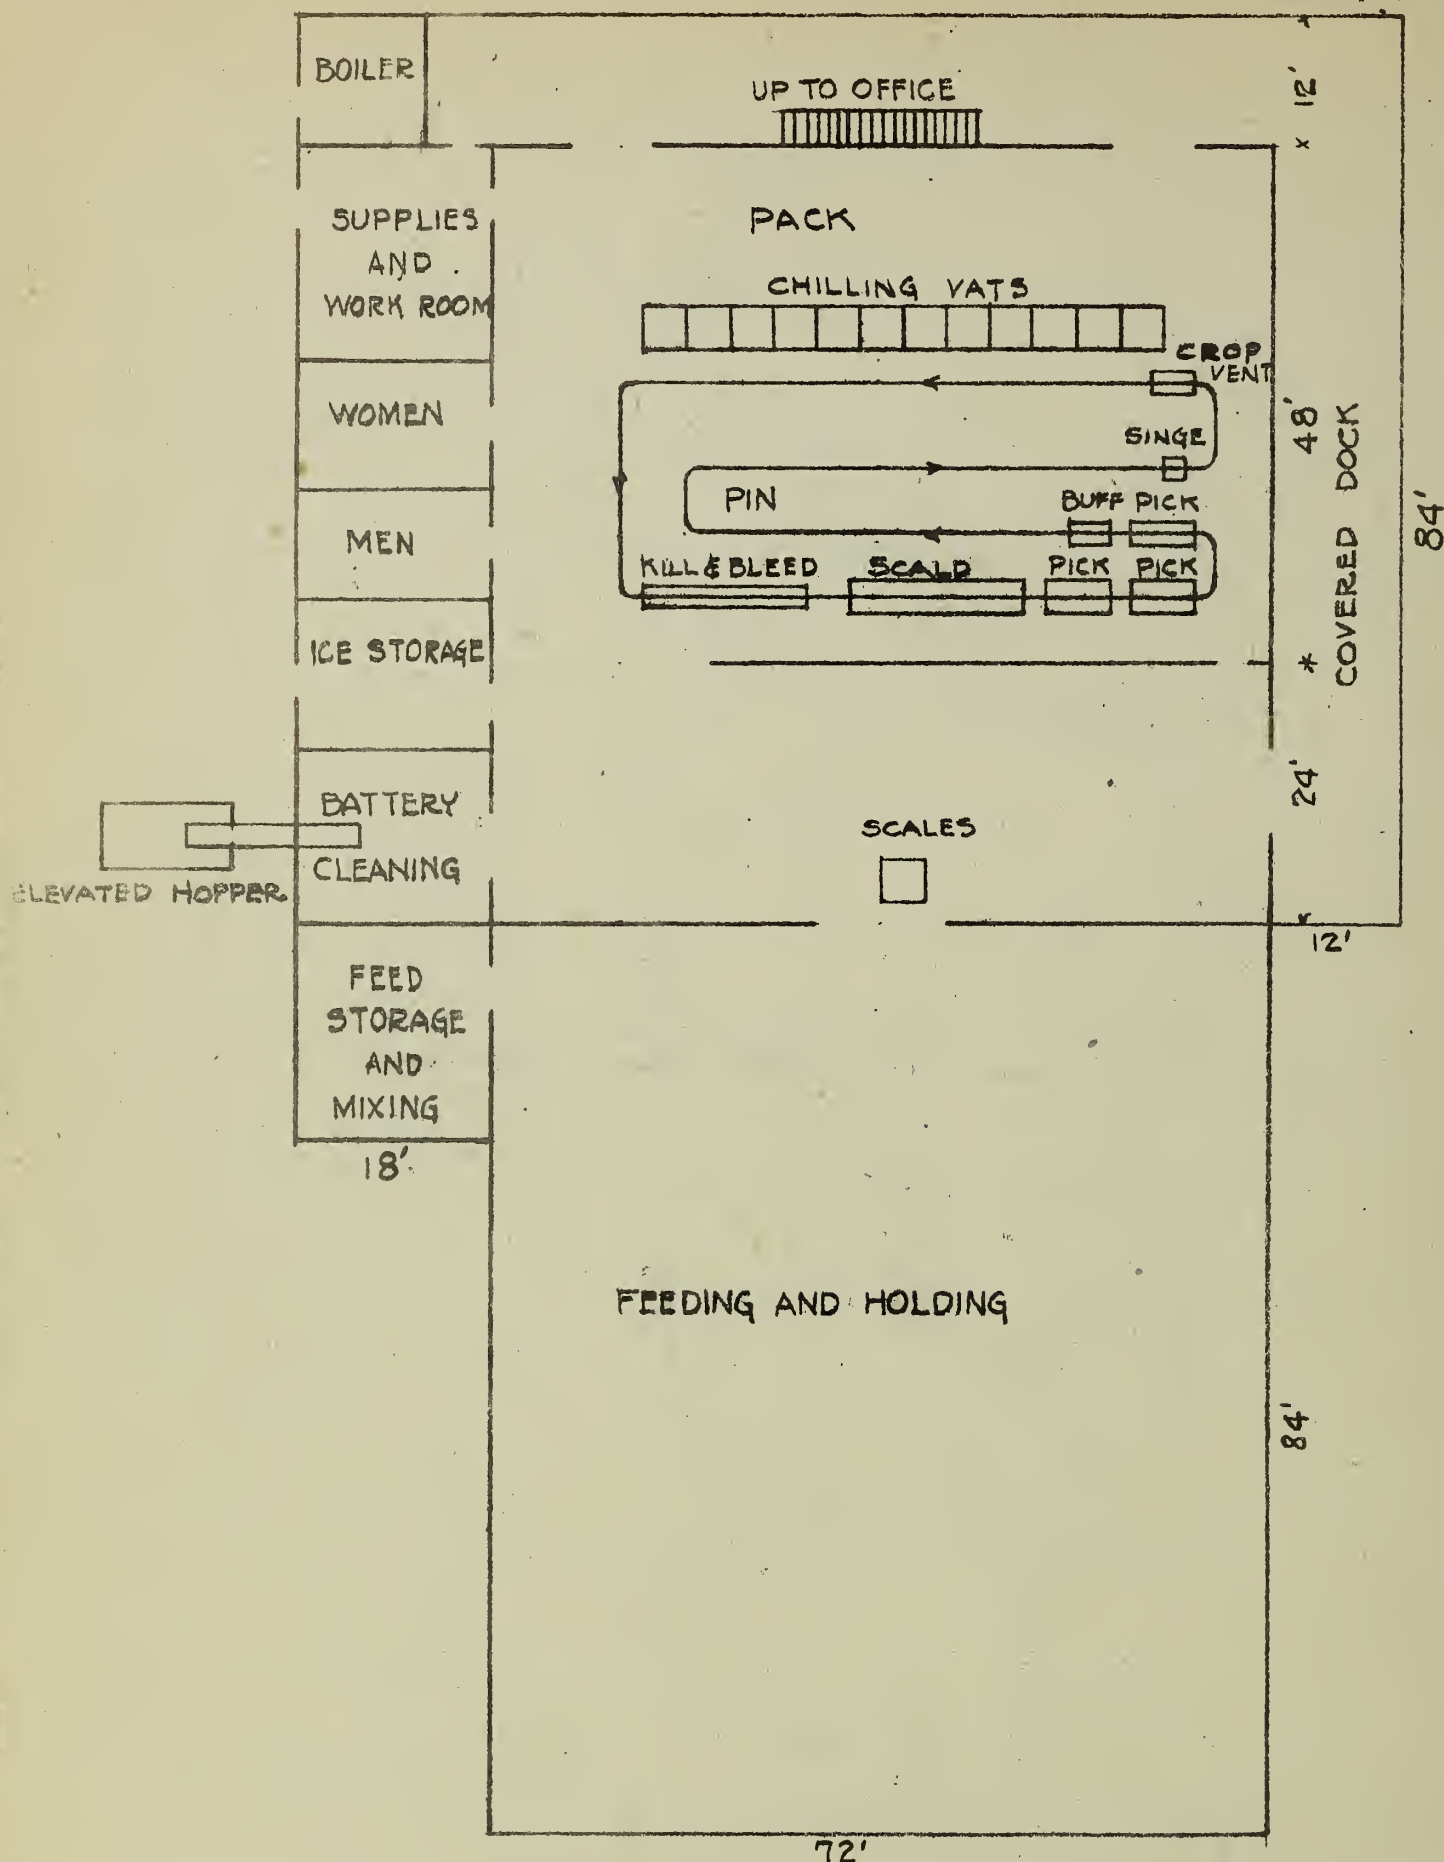 BOILER
UP TO OFFICE
12'
SUPPLIES
AND
WORK ROOM
PACK
CHILLING VATS
CROP
VENT
WOMEN
SINGE
48'
COVERED DOCK
84'
PIN
BUFF PICK
MEN
KILL & BLEED
SCALD
PICK
PICK
ICE STORAGE
24'
BATTERY
CLEANING
SCALES
ELEVATED HOPPER
12'
FEED
STORAGE
AND
MIXING
18'
FEEDING AND HOLDING
84'
72'